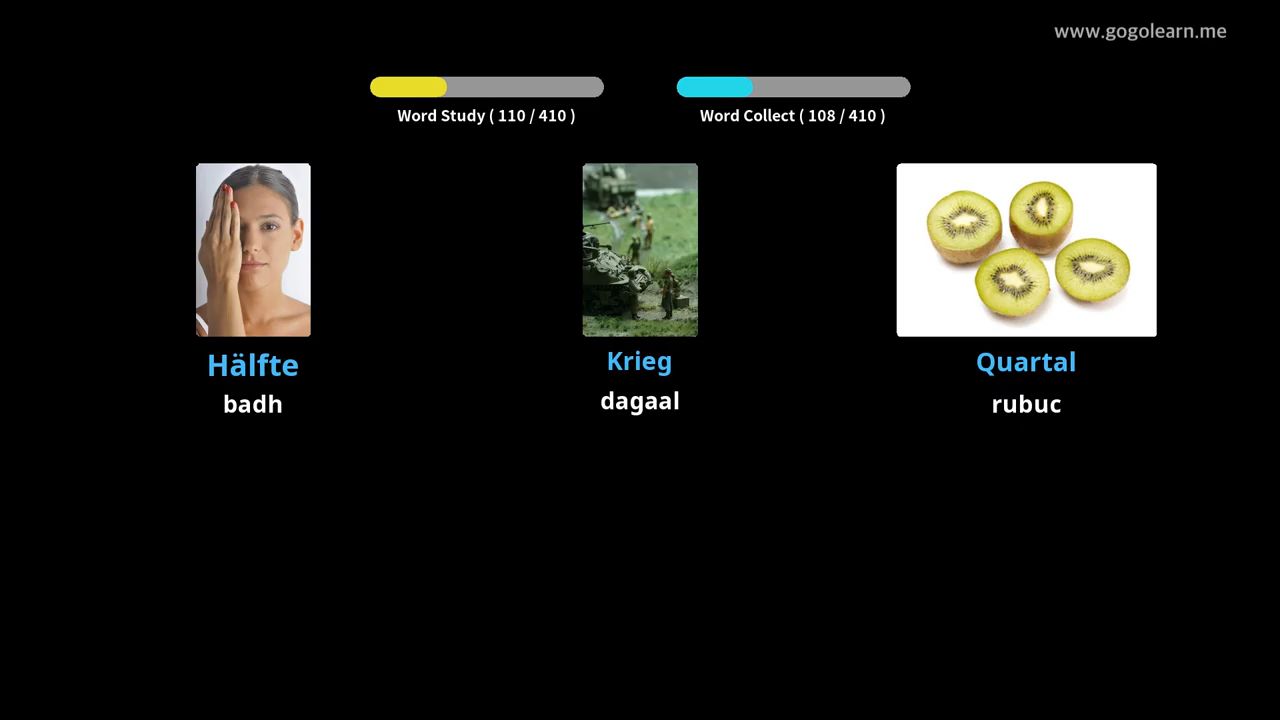 www.gogolearn.me
Word Study ( 110 / 410 )
Word Collect ( 108 / 410 )
Hälfte
badh
Krieg
dagaal
Quartal
rubuc